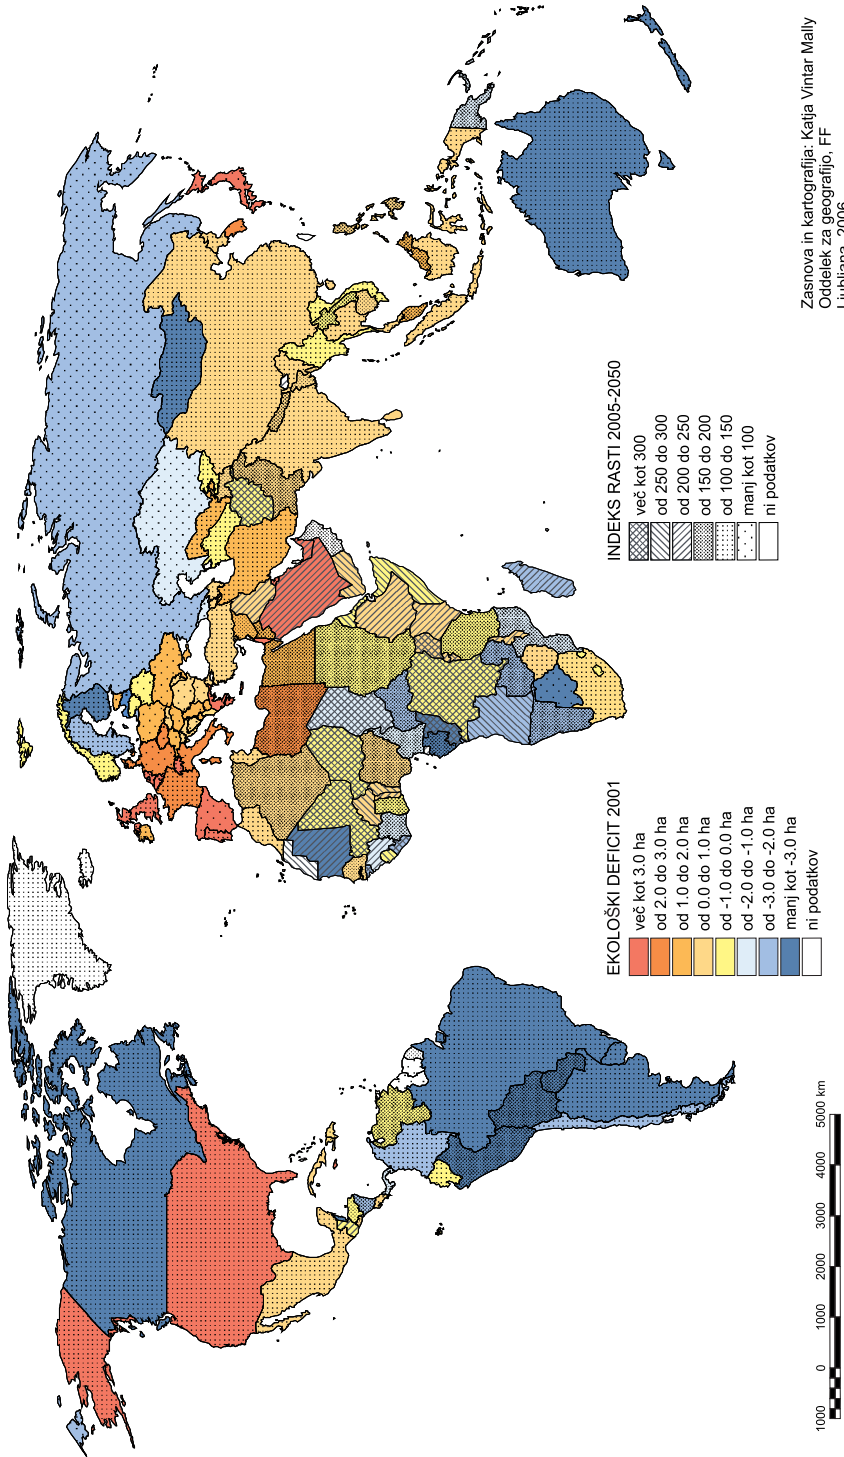 EKOLOŠKI DEFICIT 2001
več kot 3.0 ha
od 2.0 do 3.0 ha
od 1.0 do 2.0 ha
od 0.0 do 1.0 ha
od -1.0 do 0.0 ha
od -2.0 do -1.0 ha
od -3.0 do -2.0 ha
manj kot -3.0 ha
ni podatkov
INDEKS RASTI 2005-2050
več kot 300
od 250 do 300
od 200 do 250
od 150 do 200
od 100 do 150
manj kot 100
ni podatkov
1000 0 1000 2000 3000 4000 5000 km
Zasnova in kartografija: Katja Vintar Mally
Oddelek za geografijo, FF
Ljubljana, 2006